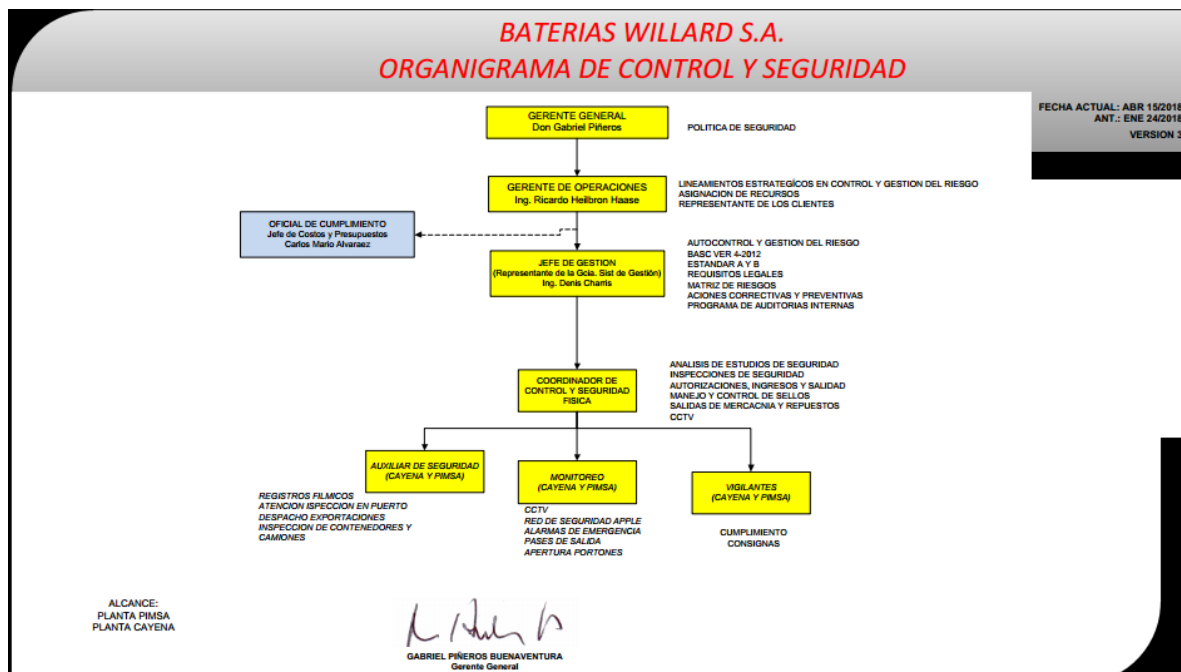 BATERIAS WILLARD S.A.
ORGANIGRAMA DE CONTROL Y SEGURIDAD
FECHA ACTUAL: ABR 15/2018
ANT.: ENE 24/2018
VERSION 3
GERENTE GENERAL
Don Gabriel Piñeros
POLITICA DE SEGURIDAD
GERENTE DE OPERACIONES
Ing. Ricardo Heilbron Haase
LINEAMIENTOS ESTRATEGÍCOS EN CONTROL Y GESTION DEL RIESGO
ASIGNACION DE RECURSOS
REPRESENTANTE DE LOS CLIENTES
OFICIAL DE CUMPLIMIENTO
Jefe de Costos y Presupuestos
Carlos Mario Alvaraez
JEFE DE GESTION
(Representante de la Gcia. Sist de Gestión)
Ing. Denis Charris
AUTOCONTROL Y GESTION DEL RIESGO
BASC VER 4-2012
ESTANDAR A Y B
REQUISITOS LEGALES
MATRIZ DE RIESGOS
ACIONES CORRECTIVAS Y PREVENTIVAS
PROGRAMA DE AUDITORIAS INTERNAS
COORDINADOR DE
CONTROL Y SEGURIDAD
FISICA
ANALISIS DE ESTUDIOS DE SEGURIDAD
INSPECCIONES DE SEGURIDAD
AUTORIZACIONES, INGRESOS Y SALIDAD
MANEJO Y CONTROL DE SELLOS
SALIDAS DE MERCACNIA Y REPUESTOS
CCTV
AUXILIAR DE SEGURIDAD
(CAYENA Y PIMSA)
REGISTROS FILMICOS
ATENCION ISPECCION EN PUERTO
DESPACHO EXPORTACIONES
INSPECCION DE CONTENEDORES Y
CAMIONES
MONITOREO
(CAYENA Y PIMSA)
CCTV
RED DE SEGURIDAD APPLE
ALARMAS DE EMERGENCIA
PASES DE SALIDA
APERTURA PORTONES
VIGILANTES
(CAYENA Y PIMSA)
CUMPLIMIENTO
CONSIGNAS
ALCANCE:
PLANTA PIMSA
PLANTA CAYENA
GABRIEL PIÑEROS BUENAVENTURA
Gerente General